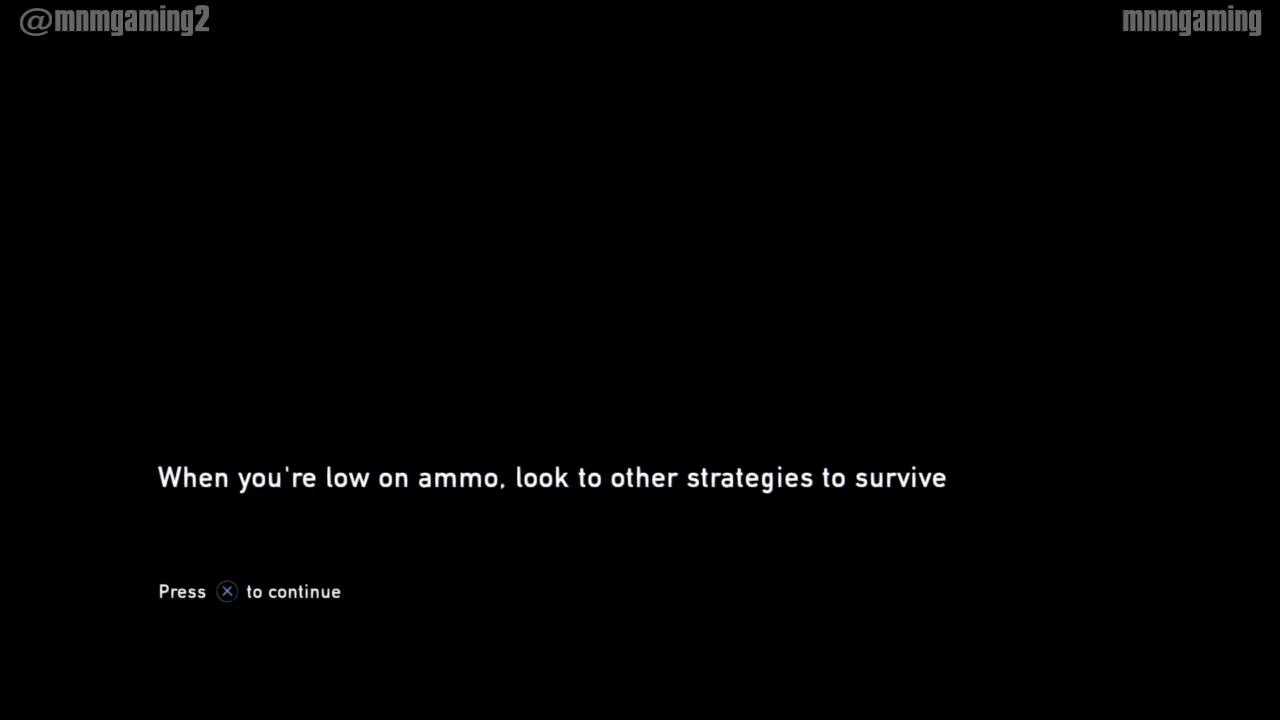 @mnmgaming2
mnmgaming
When you're low on ammo, look to other strategies to survive
Press ⓧ to continue